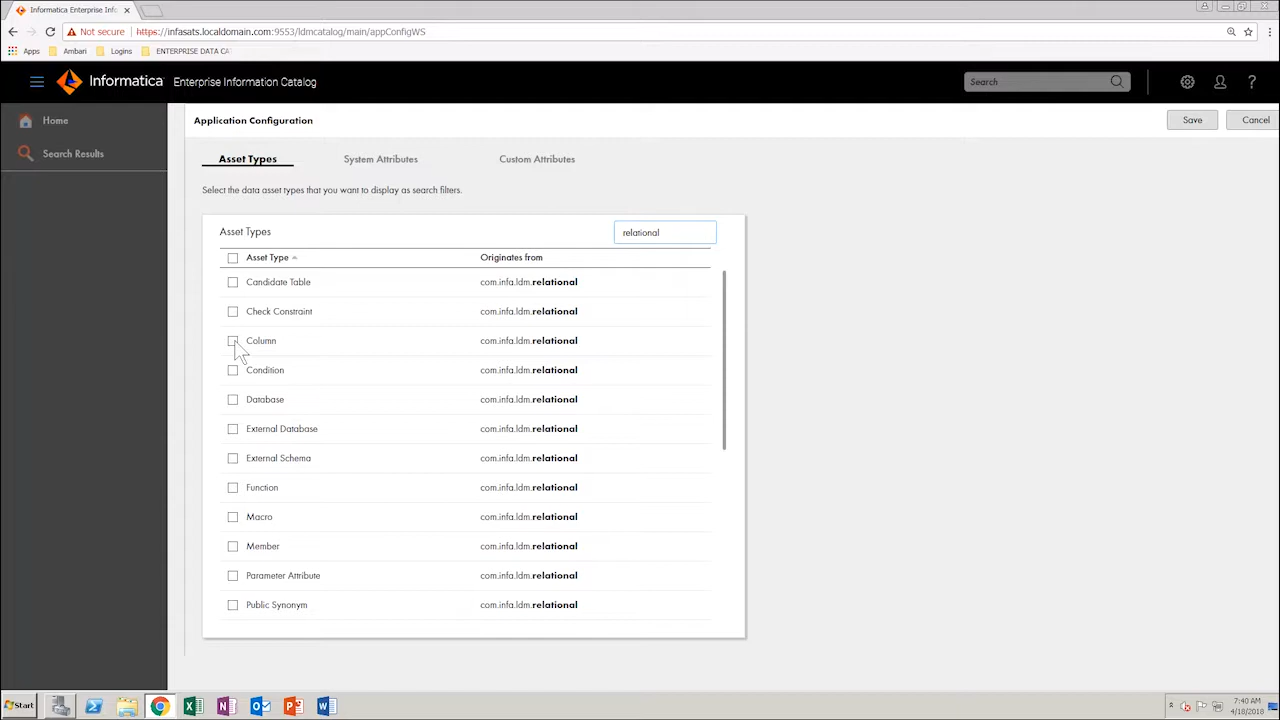 Informatica Enterprise Info
Not secure https://infasats.localdomain.com:9553/ldmcatalog/main/appConfigWS
Apps Ambari Logins ENTERPRISE DATA CA
Informatica Enterprise Information Catalog
Search
Home
Search Results
Application Configuration
Save
Cancel
Asset Types System Attributes Custom Attributes
Select the data asset types that you want to display as search filters.
Asset Types
relational
Asset Type Originates from
Candidate Table com.infa.ldm.relational
Check Constraint com.infa.ldm.relational
Column com.infa.ldm.relational
Condition com.infa.ldm.relational
Database com.infa.ldm.relational
External Database com.infa.ldm.relational
External Schema com.infa.ldm.relational
Function com.infa.ldm.relational
Macro com.infa.ldm.relational
Member com.infa.ldm.relational
Parameter Attribute com.infa.ldm.relational
Public Synonym com.infa.ldm.relational
Start
7:40 AM
4/18/2018